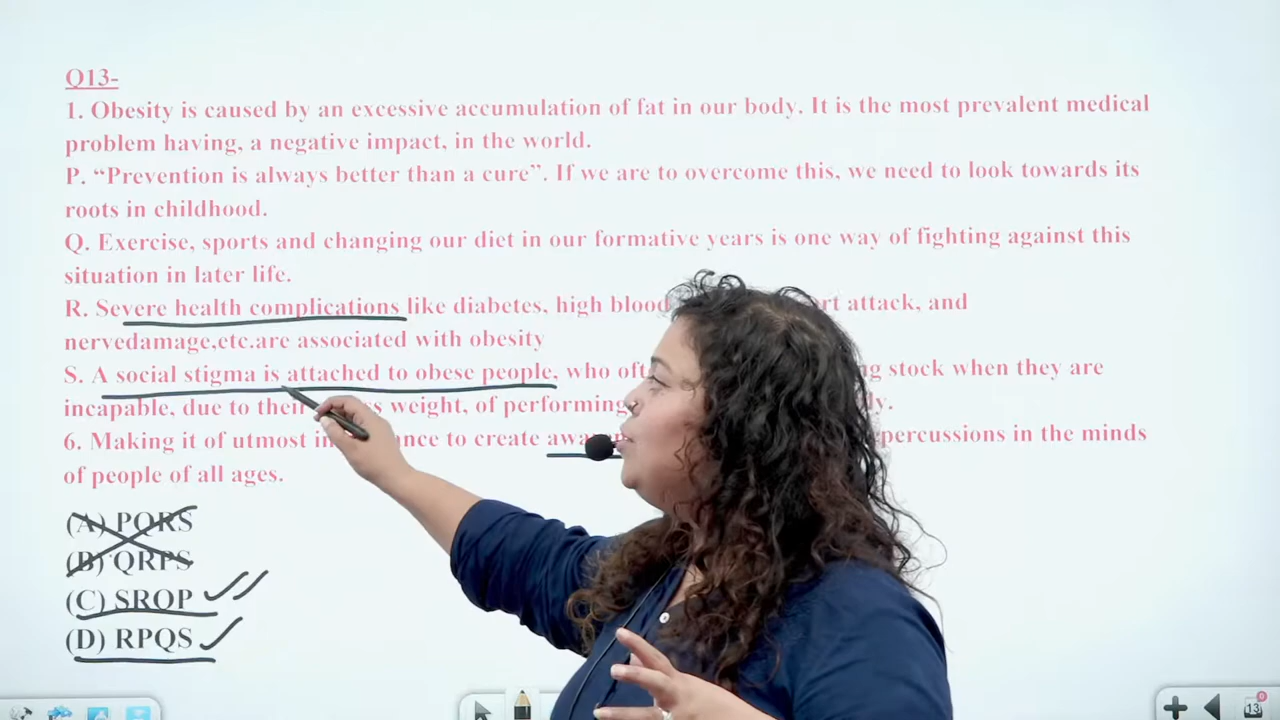 Q13-
1. Obesity is caused by an excessive accumulation of fat in our body. It is the most prevalent medical
problem having, a negative impact, in the world.
P. “Prevention is always better than a cure”. If we are to overcome this, we need to look towards its
roots in childhood.
Q. Exercise, sports and changing our diet in our formative years is one way of fighting against this
situation in later life.
R. Severe health complications like diabetes, high blood attack, and
nervedamage,etc.are associated with obesity
S. A social stigma is attached to obese people, who stock when they are
incapable, due to weight, of performing
6. Making it of utmost to create repercussions in the minds
of people of all ages.
(A) PQRS
(B) QRPS
(C) SRQP
(D) RPQS
13
0